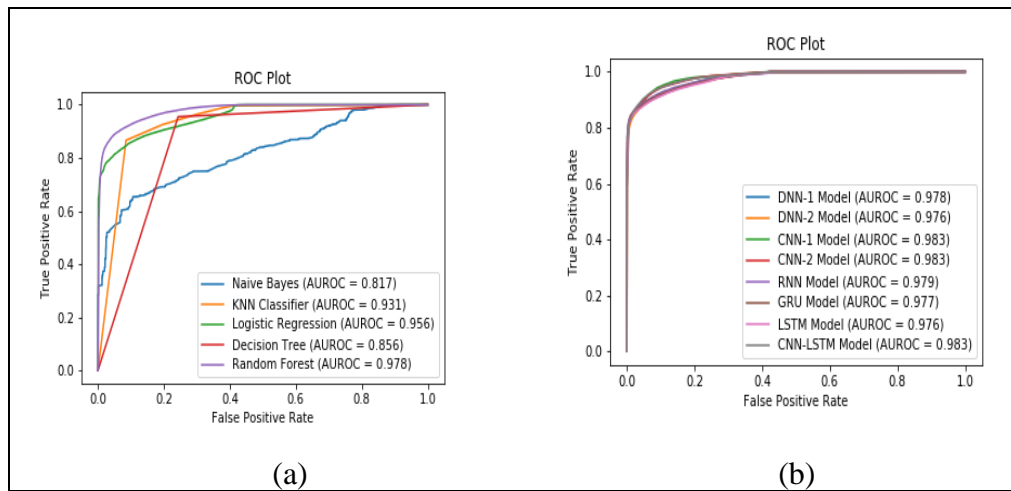 ROC Plot
True Positive Rate
1.0
0.8
0.6
0.4
0.2
0.0
Naive Bayes (AUROC = 0.817)
KNN Classifier (AUROC = 0.931)
Logistic Regression (AUROC = 0.956)
Decision Tree (AUROC = 0.856)
Random Forest (AUROC = 0.978)
0.0 0.2 0.4 0.6 0.8 1.0
False Positive Rate
(a)
ROC Plot
True Positive Rate
1.0
0.8
0.6
0.4
0.2
0.0
DNN-1 Model (AUROC = 0.978)
DNN-2 Model (AUROC = 0.976)
CNN-1 Model (AUROC = 0.983)
CNN-2 Model (AUROC = 0.983)
RNN Model (AUROC = 0.979)
GRU Model (AUROC = 0.977)
LSTM Model (AUROC = 0.976)
CNN-LSTM Model (AUROC = 0.983)
0.0 0.2 0.4 0.6 0.8 1.0
False Positive Rate
(b)